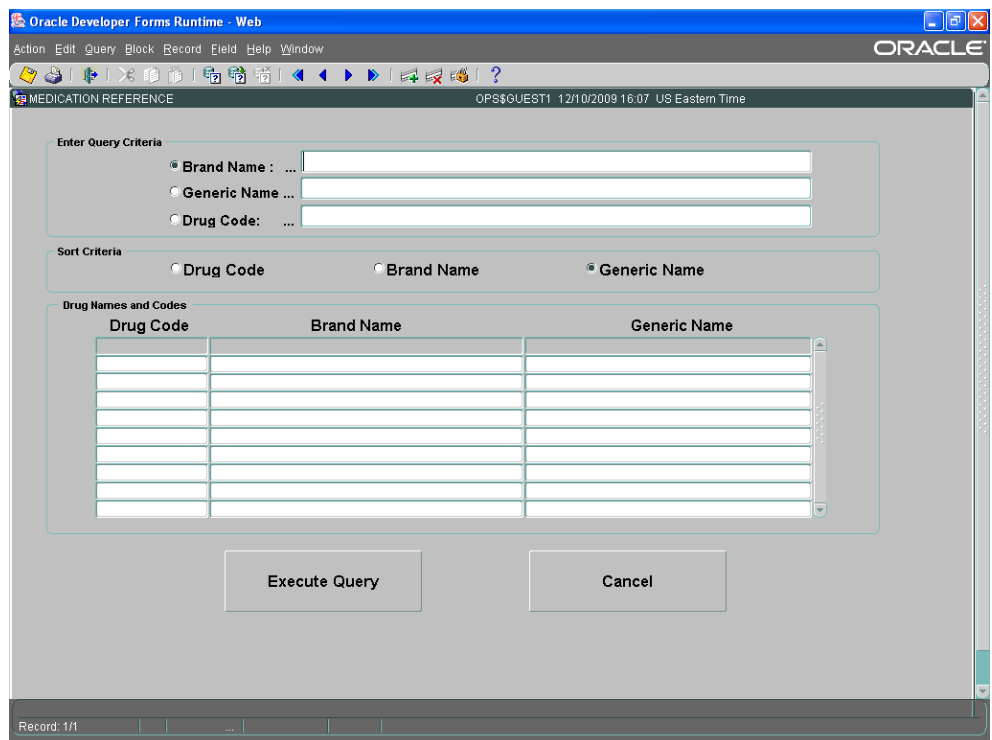 Oracle Developer Forms Runtime - Web
Action Edit Query Block Record Field Help Window
ORACLE
MEDICATION REFERENCE OPS$GUEST1 12/10/2009 16:07 US Eastern Time
Enter Query Criteria
Brand Name : ...
Generic Name ...
Drug Code: ...
Sort Criteria
Drug Code Brand Name Generic Name
Drug Names and Codes
Drug Code Brand Name Generic Name
Execute Query Cancel
Record: 1/1 ...